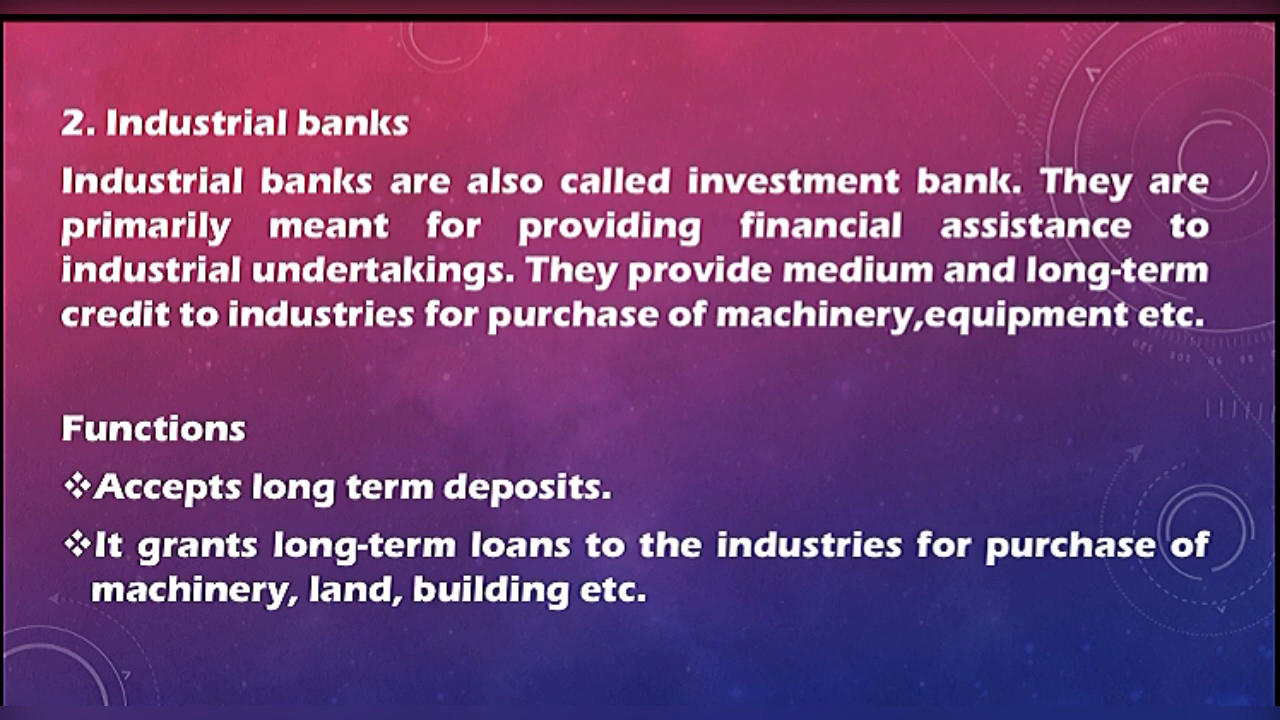 2. Industrial banks
Industrial banks are also called investment bank. They are
primarily meant for providing financial assistance to
industrial undertakings. They provide medium and long-term
credit to industries for purchase of machinery,equipment etc.
Functions
❖Accepts long term deposits.
❖It grants long-term loans to the industries for purchase of
machinery, land, building etc.